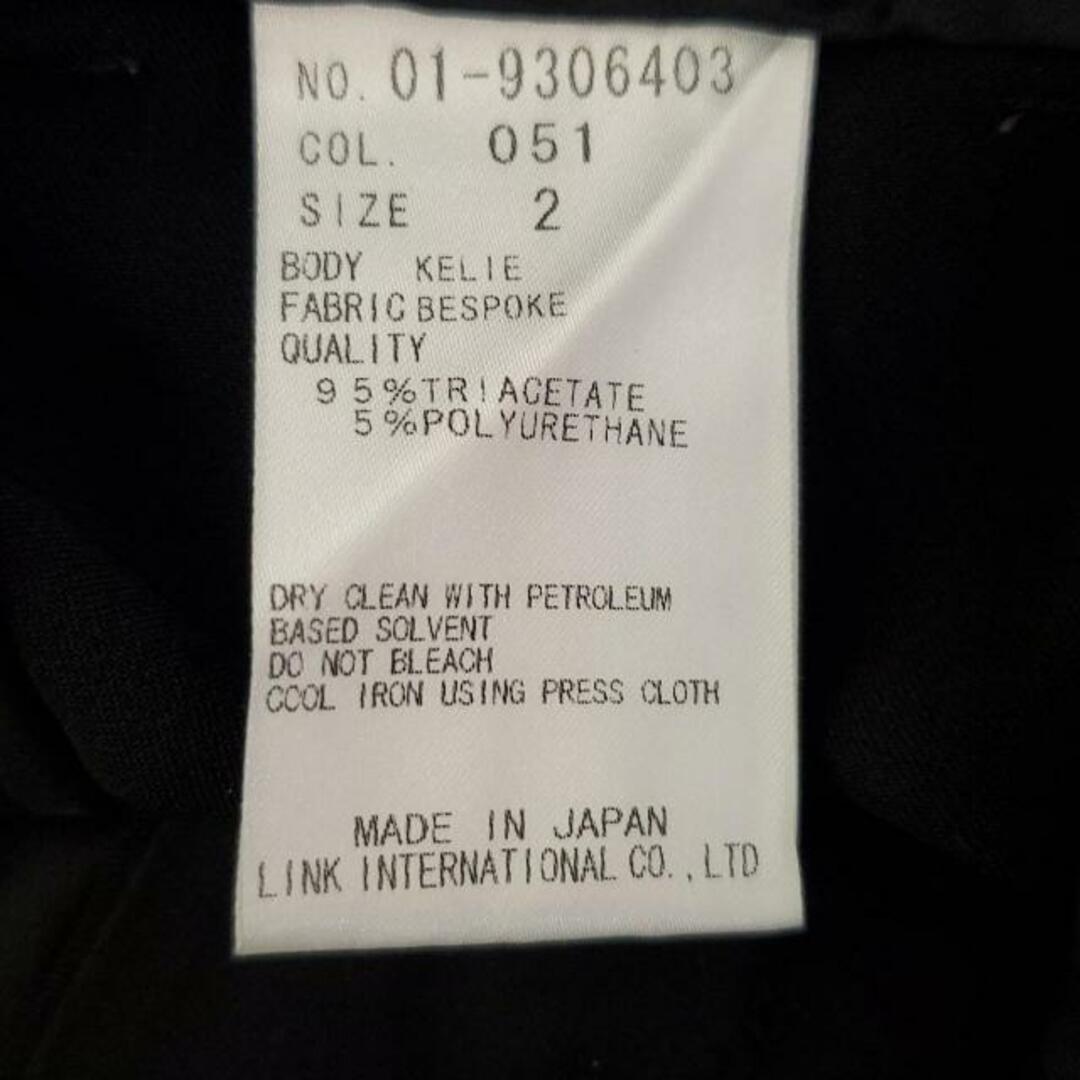 NO. 01-9306403
COL. 051
SIZE 2
BODY KELIE
FABRIC BESPOKE
QUALITY
95%TRIACETATE
5%POLYURETHANE
DRY CLEAN WITH PETROLEUM
BASED SOLVENT
DO NOT BLEACH
COOL IRON USING PRESS CLOTH
MADE IN JAPAN
LINK INTERNATIONAL CO.,LTD